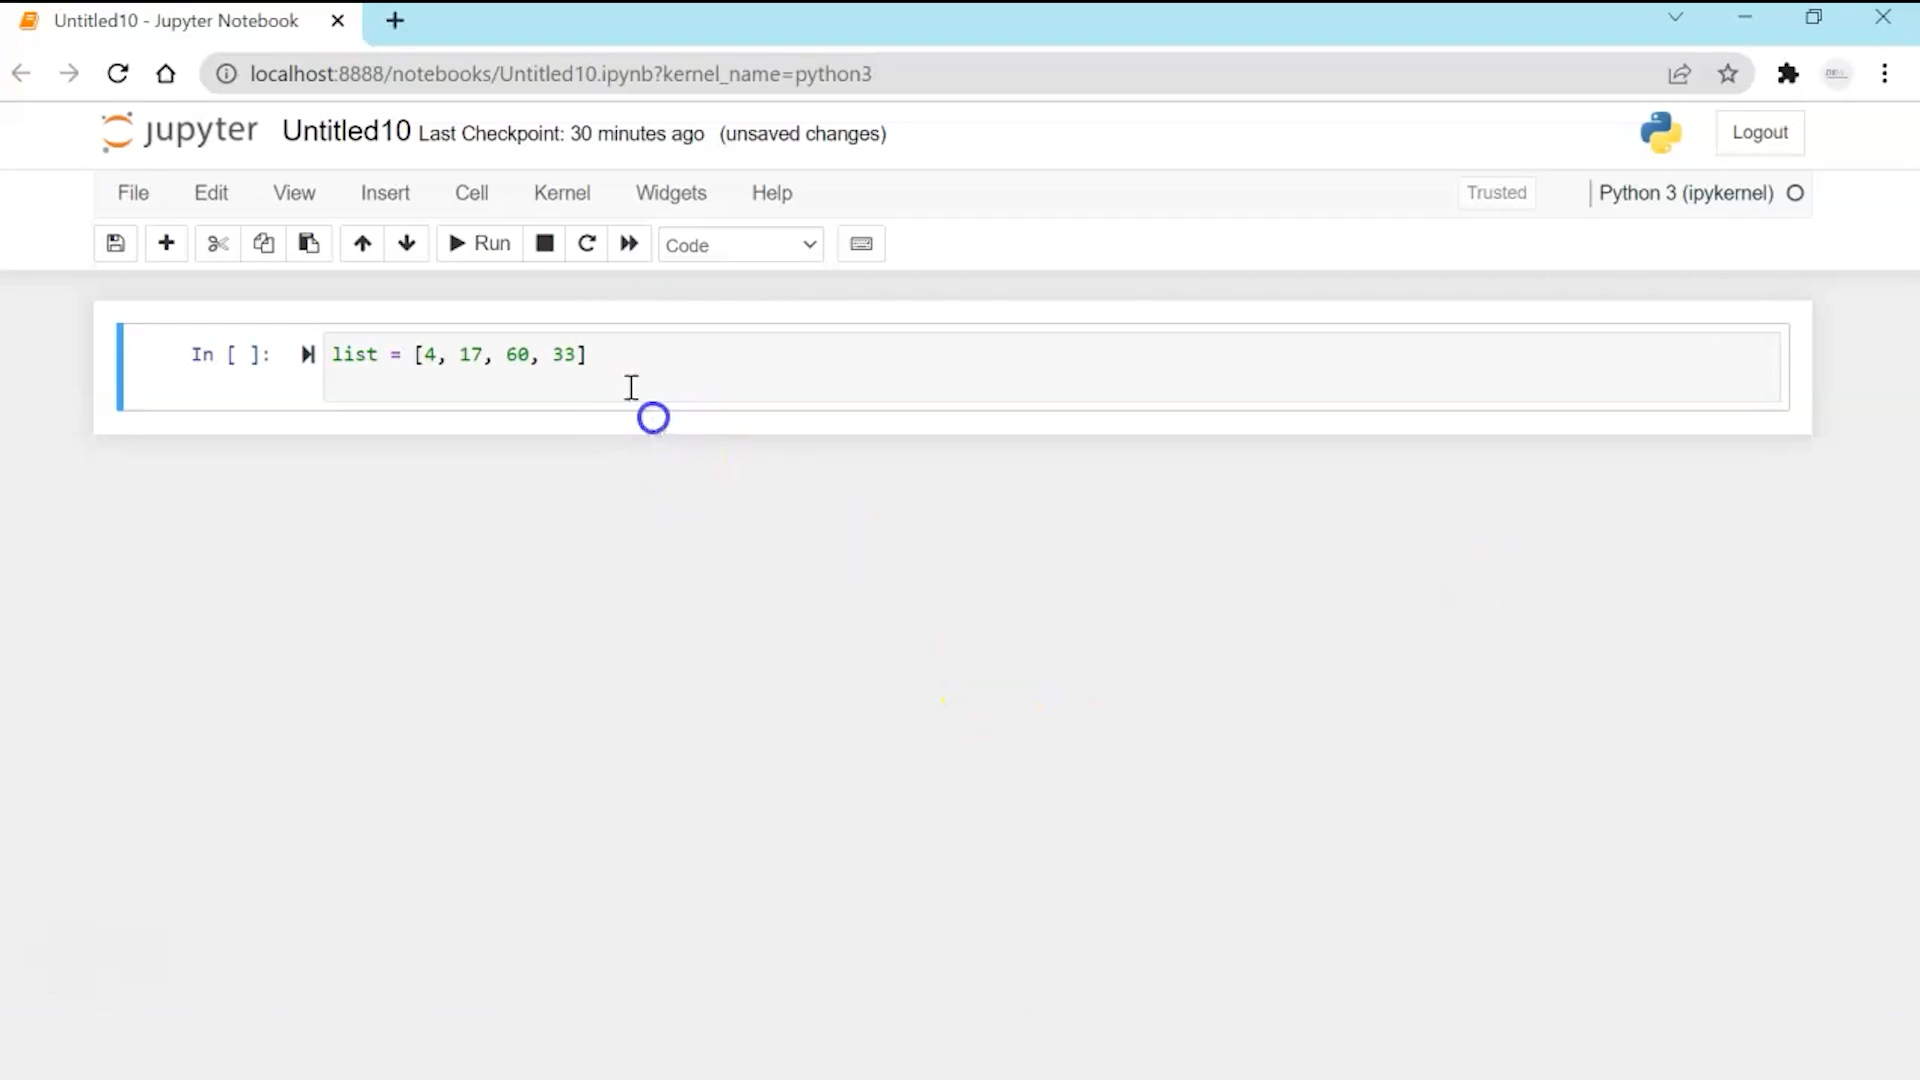 Untitled10 - Jupyter Notebook
localhost:8888/notebooks/Untitled10.ipynb?kernel_name=python3
jupyter Untitled10 Last Checkpoint: 30 minutes ago (unsaved changes)
Logout
File Edit View Insert Cell Kernel Widgets Help
Trusted
Python 3 (ipykernel)
Run
Code
In [ ]: list = [4, 17, 60, 33]